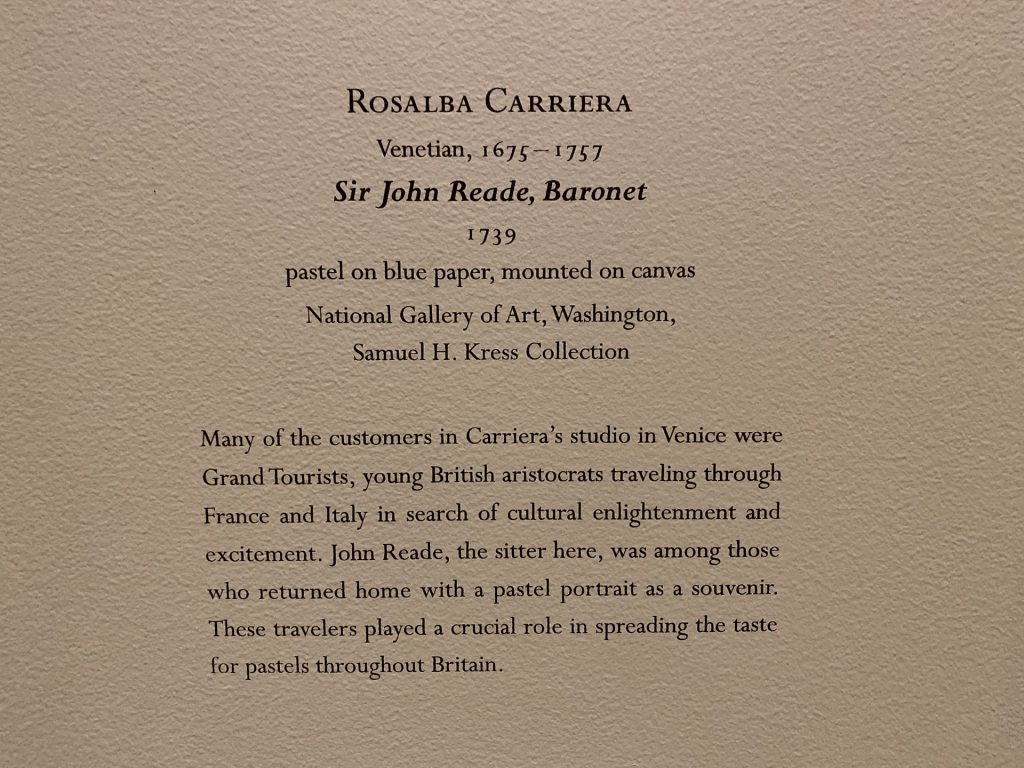 ROSALBA CARRIERA
Venetian, 1675–1757
Sir John Reade, Baronet
1739
pastel on blue paper, mounted on canvas
National Gallery of Art, Washington,
Samuel H. Kress Collection
Many of the customers in Carriera’s studio in Venice were
Grand Tourists, young British aristocrats traveling through
France and Italy in search of cultural enlightenment and
excitement. John Reade, the sitter here, was among those
who returned home with a pastel portrait as a souvenir.
These travelers played a crucial role in spreading the taste
for pastels throughout Britain.